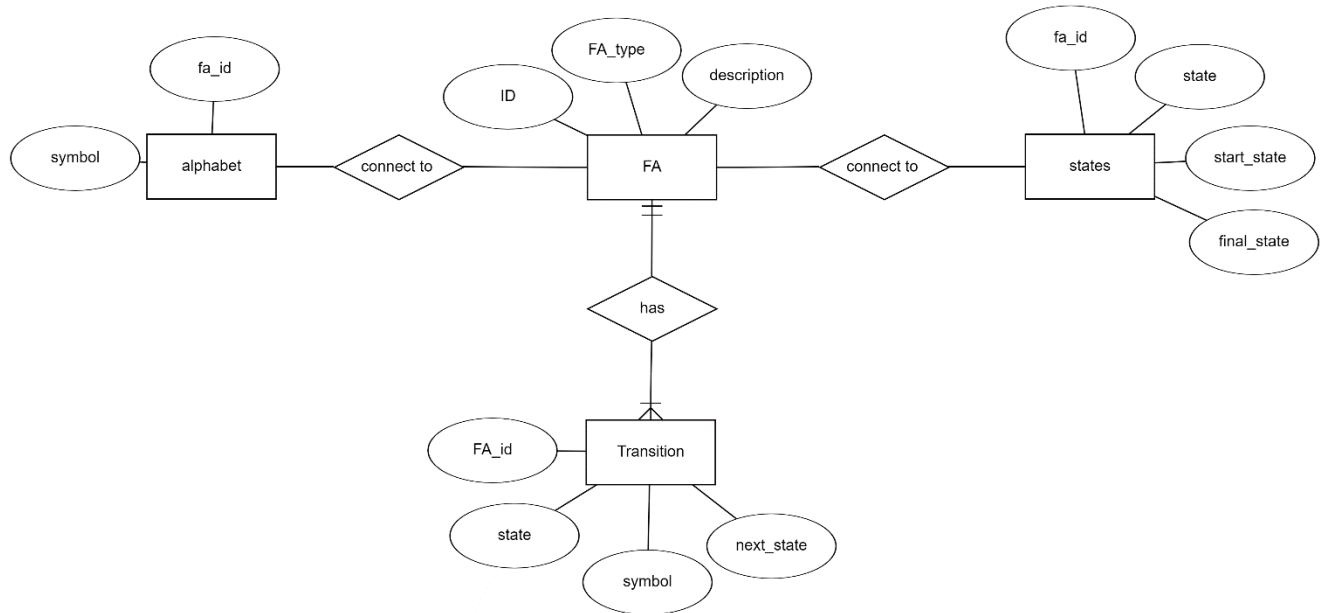 fa_id
symbol
alphabet
connect to
ID
FA_type
description
FA
connect to
fa_id
state
start_state
final_state
states
has
FA_id
Transition
state
symbol
next_state